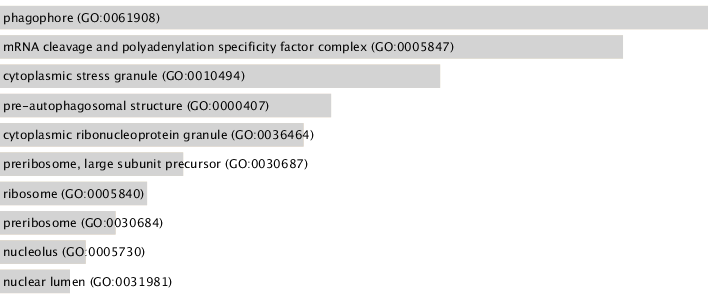 phagophore (GO:0061908)
mRNA cleavage and polyadenylation specificity factor complex (GO:0005847)
cytoplasmic stress granule (GO:0010494)
pre-autophagosomal structure (GO:0000407)
cytoplasmic ribonucleoprotein granule (GO:0036464)
preribosome, large subunit precursor (GO:0030687)
ribosome (GO:0005840)
preribosome (GO:0030684)
nucleolus (GO:0005730)
nuclear lumen (GO:0031981)